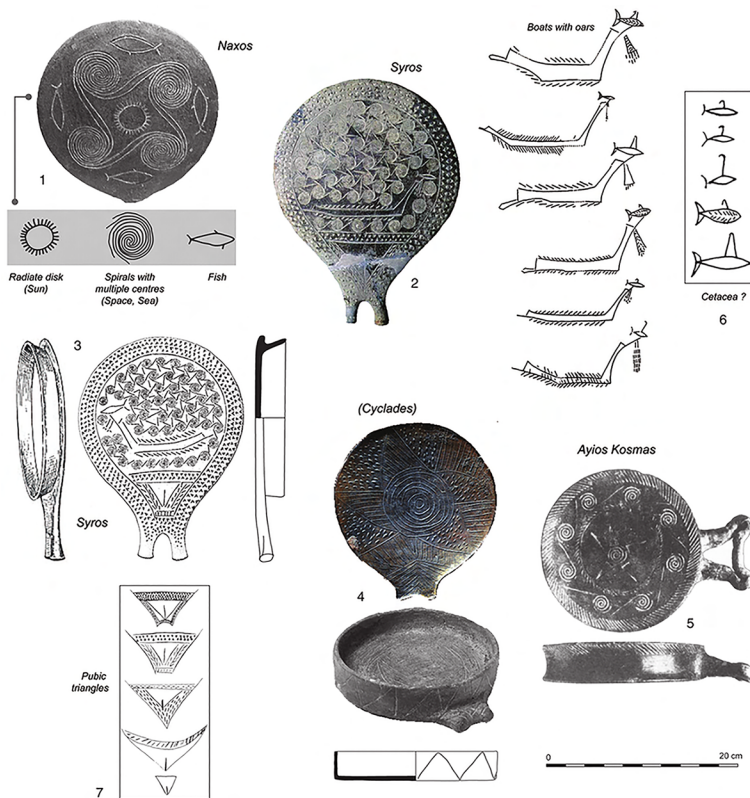 Naxos
1
Radiate disk
(Sun)
Spirals with
multiple centres
(Space, Sea)
Fish
Syros
2
Boats with oars
Cetacea ?
6
3
Syros
(Cyclades)
4
Ayios Kosmas
5
Pubic
triangles
7
0
20 cm